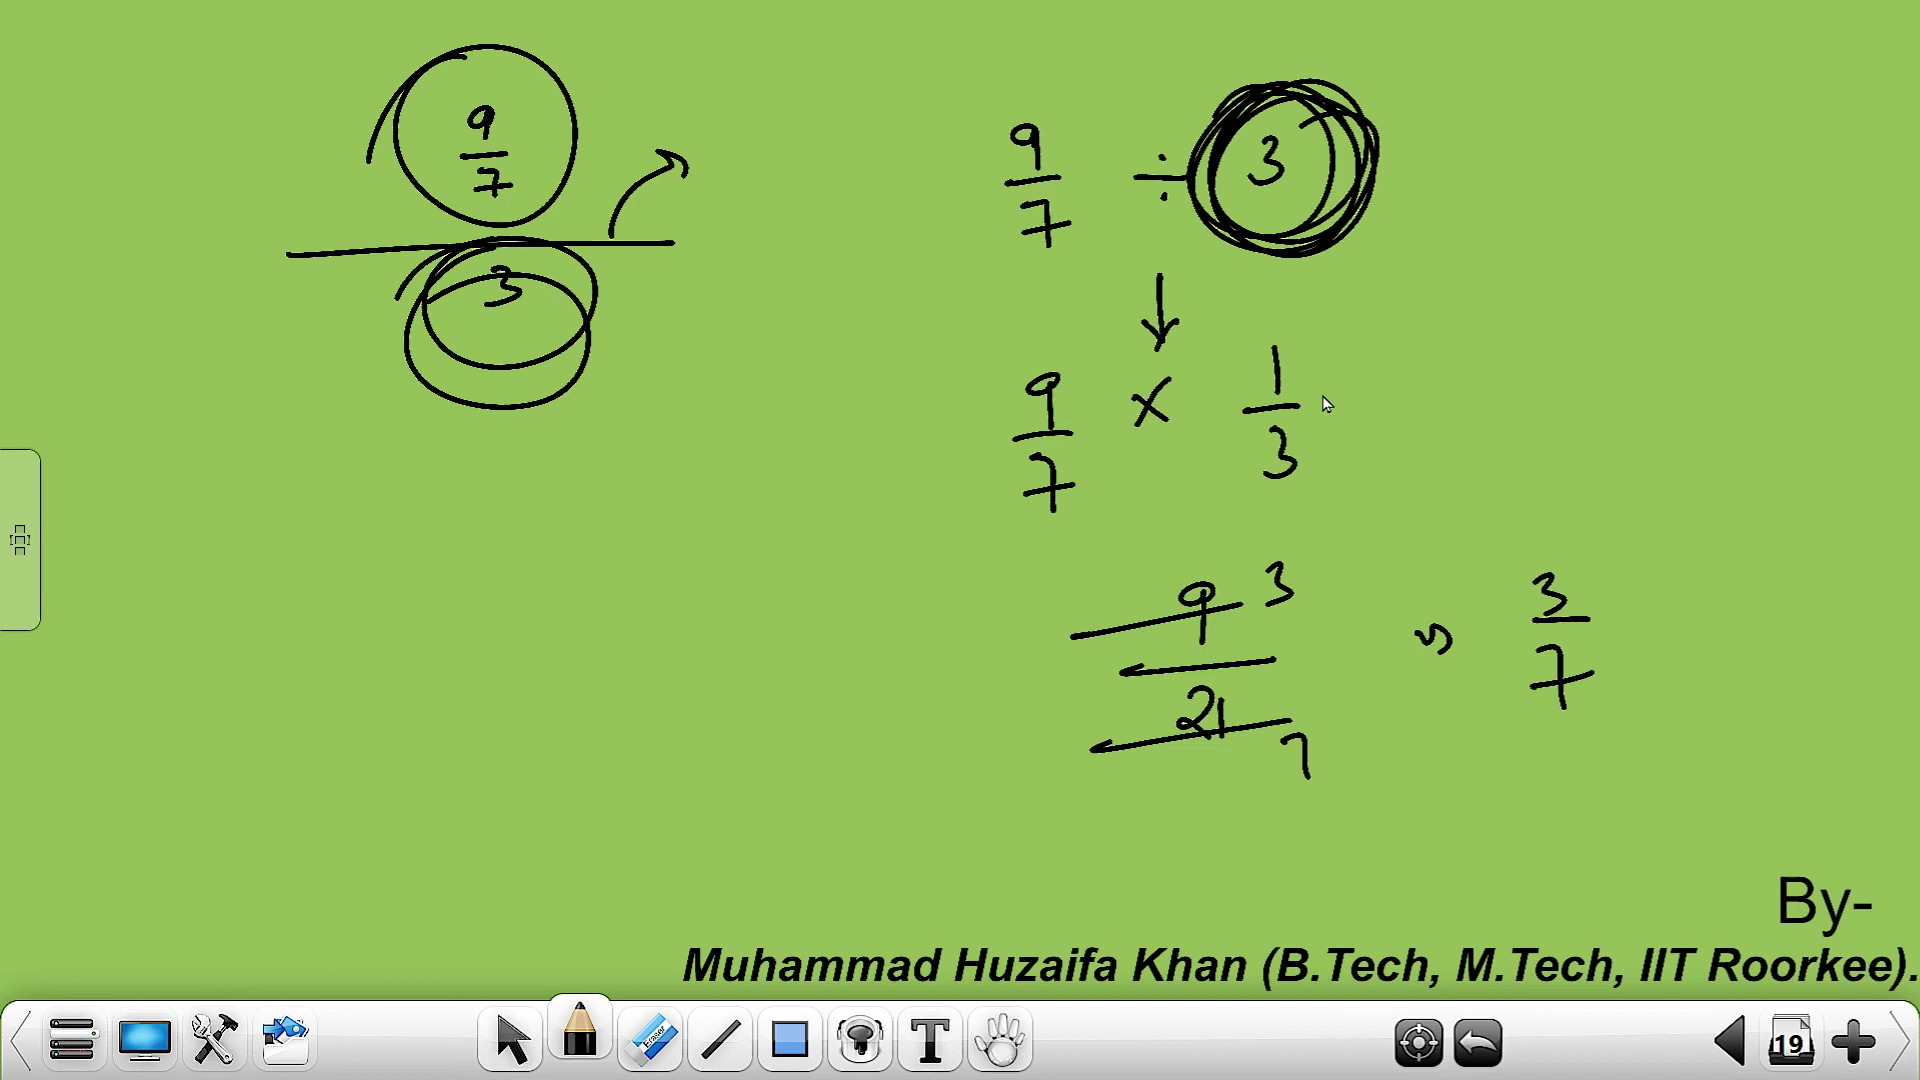 9
7
3
9
7 ÷ 3
9
7 × 1
3
9 3
21 7
3
7
By-
Muhammad Huzaifa Khan (B.Tech, M.Tech, IIT Roorkee).
Eraser
T
19